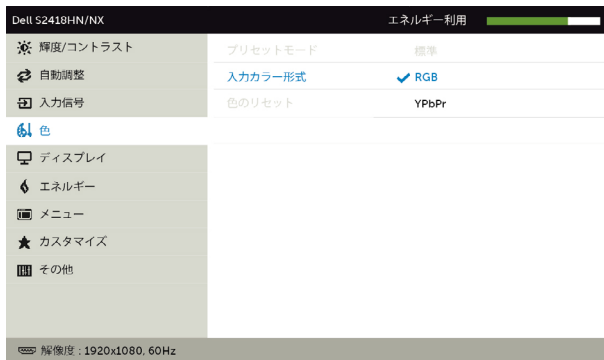 Dell S2418HN/NX エネルギー利用
輝度/コントラスト
プリセットモード 標準
自動調整
入力カラー形式 RGB
入力信号
色のリセット YPbPr
色
ディスプレイ
エネルギー
メニュー
カスタマイズ
その他
解像度 : 1920x1080, 60Hz